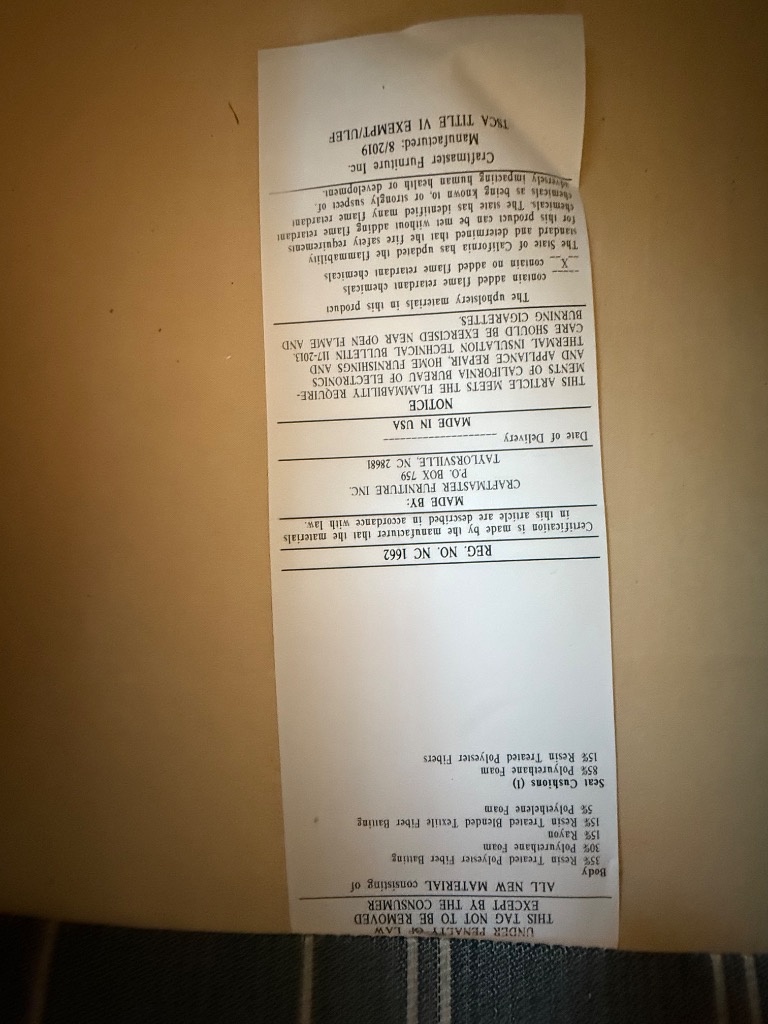 UNDER PENALTY OF LAW
THIS TAG NOT TO BE REMOVED
EXCEPT BY THE CONSUMER
ALL NEW MATERIAL consisting of
Body
35% Resin Treated Polyester Fiber Batting
30% Polyurethane Foam
15% Rayon
15% Resin Treated Blended Textile Fiber Batting
5% Polyethelene Foam
Seat Cushions (1)
85% Polyurethane Foam
15% Resin Treated Polyester Fibers
REG. NO. NC 1662
Certification is made by the manufacturer that the materials
in this article are described in accordance with law.
MADE BY:
CRAFTMASTER FURNITURE INC.
P.O. BOX 759
TAYLORSVILLE, NC 28681
Date of Delivery ____________________
MADE IN USA
NOTICE
THIS ARTICLE MEETS THE FLAMMABILITY REQUIRE-
MENTS OF CALIFORNIA BUREAU OF ELECTRONICS
AND APPLIANCE REPAIR, HOME FURNISHINGS AND
THERMAL INSULATION TECHNICAL BULLETIN 117-2013.
CARE SHOULD BE EXERCISED NEAR OPEN FLAME AND
BURNING CIGARETTES.
The upholstery materials in this product
_____ contain added flame retardant chemicals
__X__ contain no added flame retardant chemicals
The State of California has updated the flammability
standard and determined that the fire safety requirements
for this product can be met without adding flame retardant
chemicals. The state has identified many flame retardant
chemicals as being known to, or strongly suspect of,
adversely impacting human health or development.
Craftmaster Furniture Inc.
Manufactured: 8/2019
TSCA TITLE VI EXEMPT/ULEF